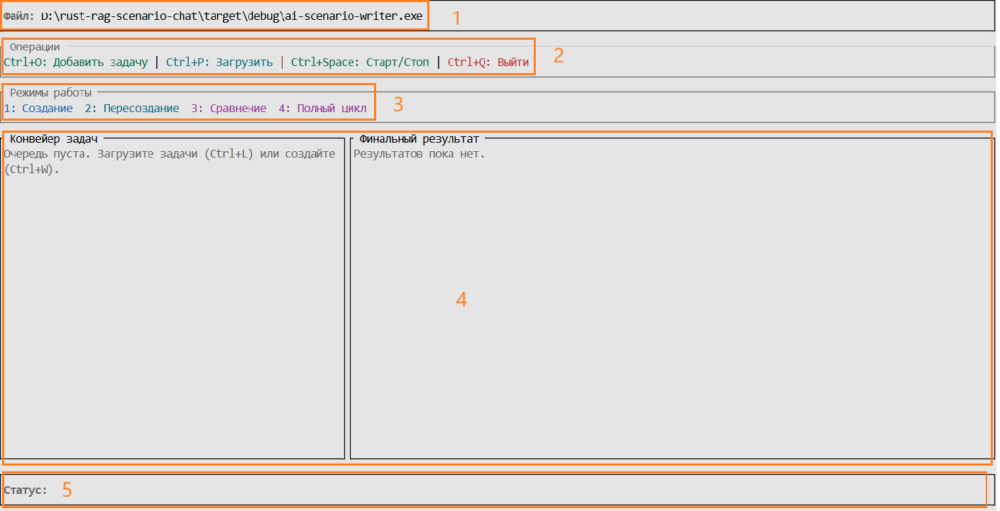 Файл: D:\rust-rag-scenario-chat\target\debug\ai-scenario-writer.exe
1
Операции
Ctrl+O: Добавить задачу | Ctrl+P: Загрузить | Ctrl+Space: Старт/Стоп | Ctrl+Q: Выйти
2
Режимы работы
1: Создание 2: Пересоздание 3: Сравнение 4: Полный цикл
3
Конвейер задач
Очередь пуста. Загрузите задачи (Ctrl+L) или создайте
(Ctrl+W).
Финальный результат
Результатов пока нет.
4
Статус:
5